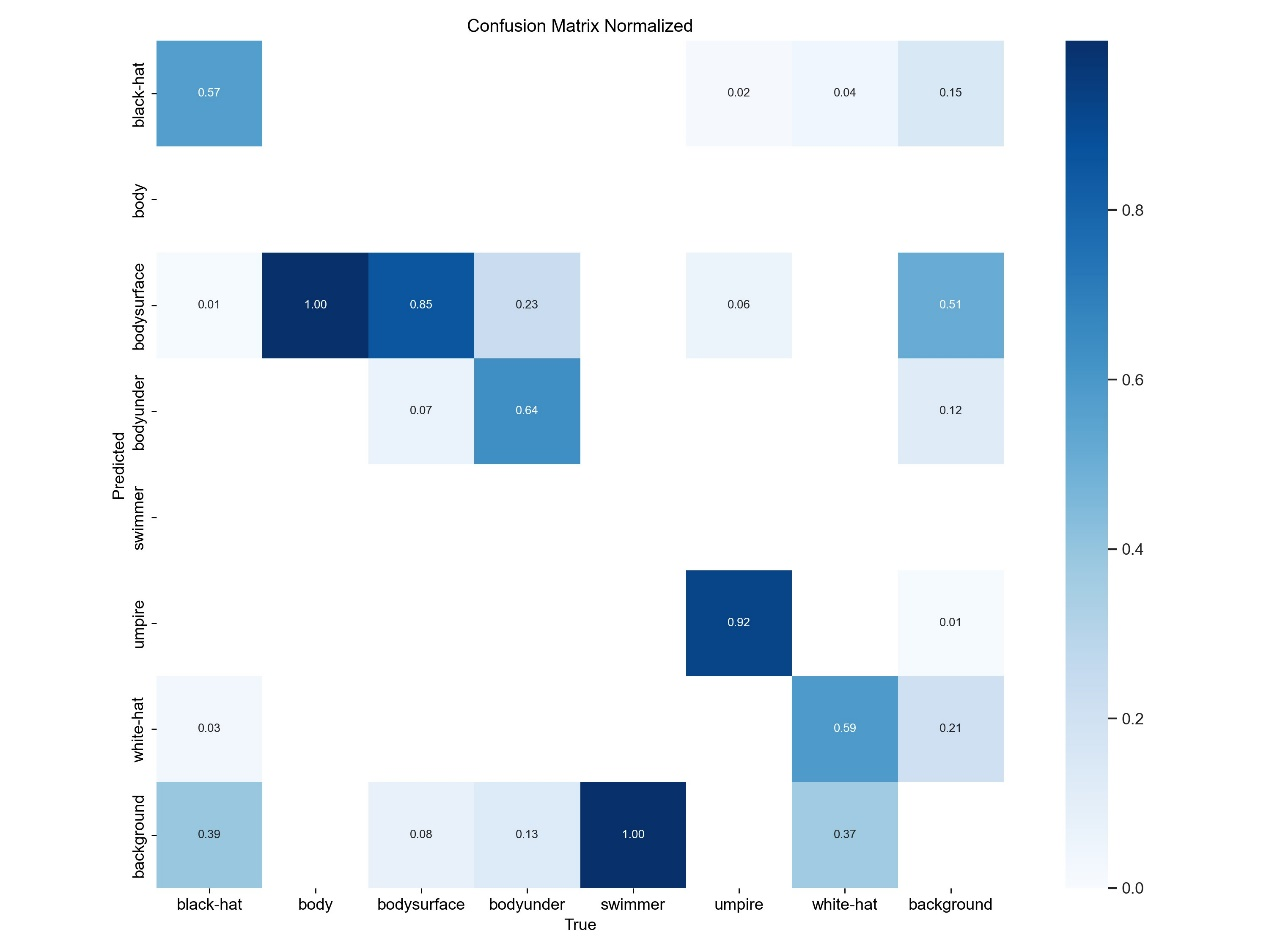 Confusion Matrix Normalized
black-hat
0.57
0.02
0.04
0.15
body
0.8
bodysurface
0.01
1.00
0.85
0.23
0.06
0.51
0.6
bodyunder
0.07
0.64
0.12
Predicted
swimmer
0.4
umpire
0.92
0.01
white-hat
0.03
0.59
0.21
0.2
background
0.39
0.08
0.13
1.00
0.37
0.0
black-hat body bodysurface bodyunder swimmer umpire white-hat background
True